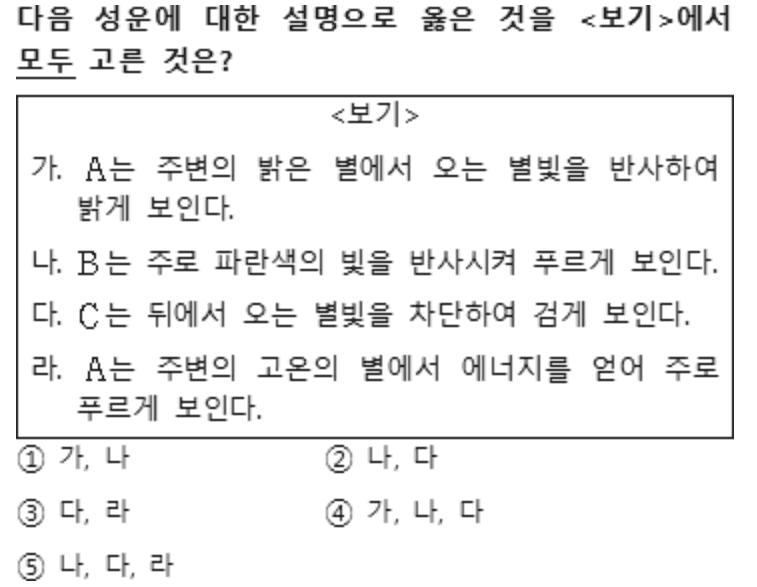 다음 성운에 대한 설명으로 옳은 것을 <보기>에서
모두 고른 것은?
<보기>
가. A는 주변의 밝은 별에서 오는 별빛을 반사하여
밝게 보인다.
나. B는 주로 파란색의 빛을 반사시켜 푸르게 보인다.
다. C는 뒤에서 오는 별빛을 차단하여 검게 보인다.
라. A는 주변의 고온의 별에서 에너지를 얻어 주로
푸르게 보인다.
① 가, 나 ② 나, 다
③ 다, 라 ④ 가, 나, 다
⑤ 나, 다, 라